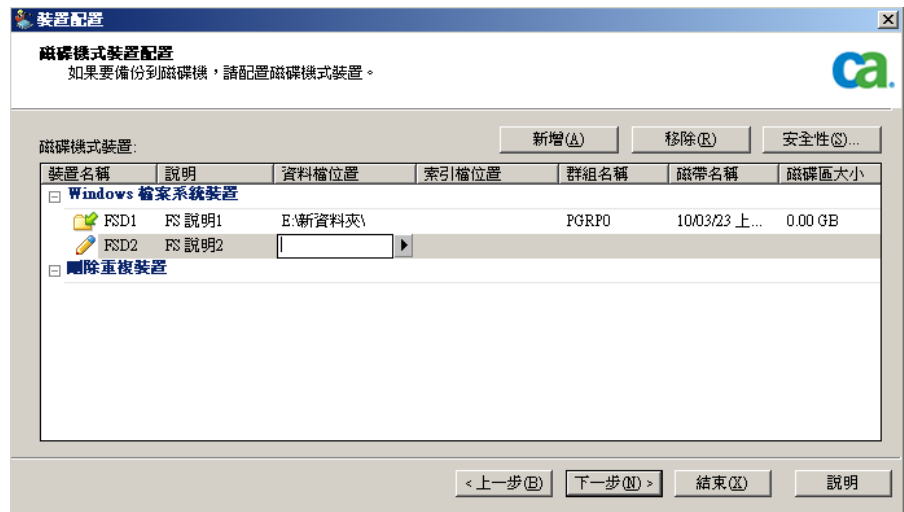 裝置配置
磁碟機式裝置配置
如果要備份到磁碟機，請配置磁碟機式裝置。
ca.
磁碟機式裝置:
新增(A) 移除(R) 安全性(S)...
裝置名稱 說明 資料檔位置 索引檔位置 群組名稱 磁帶名稱 磁碟區大小
Windows 檔案系統裝置
FSD1 FS 說明1 E:\新資料夾\ PGRP0 10/03/23 上... 0.00 GB
FSD2 FS 說明2
刪除重複裝置
<上一步(B) 下一步(N)> 結束(X) 說明